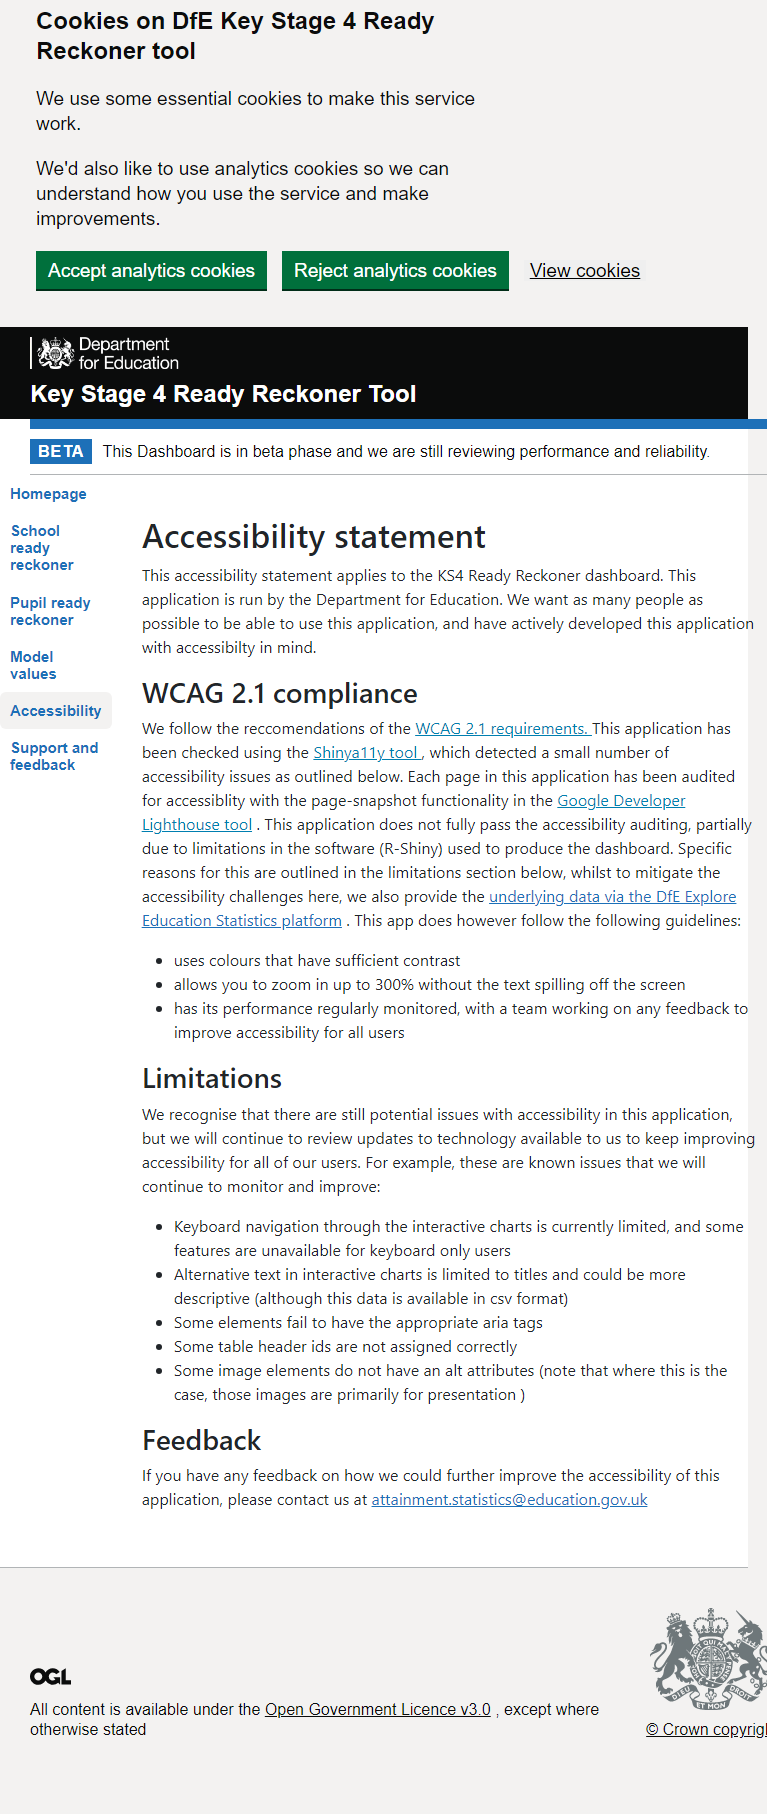 Cookies on DfE Key Stage 4 Ready
Reckoner tool
We use some essential cookies to make this service
work.
We'd also like to use analytics cookies so we can
understand how you use the service and make
improvements.
Accept analytics cookies
Reject analytics cookies
View cookies
Department
for Education
Key Stage 4 Ready Reckoner Tool
BETA This Dashboard is in beta phase and we are still reviewing performance and reliability.
Homepage
School
ready
reckoner
Pupil ready
reckoner
Model
values
Accessibility
Support and
feedback
Accessibility statement
This accessibility statement applies to the KS4 Ready Reckoner dashboard. This
application is run by the Department for Education. We want as many people as
possible to be able to use this application, and have actively developed this application
with accessibilty in mind.
WCAG 2.1 compliance
We follow the reccomendations of the WCAG 2.1 requirements. This application has
been checked using the Shinya11y tool , which detected a small number of
accessibility issues as outlined below. Each page in this application has been audited
for accessiblity with the page-snapshot functionality in the Google Developer
Lighthouse tool . This application does not fully pass the accessibility auditing, partially
due to limitations in the software (R-Shiny) used to produce the dashboard. Specific
reasons for this are outlined in the limitations section below, whilst to mitigate the
accessibility challenges here, we also provide the underlying data via the DfE Explore
Education Statistics platform . This app does however follow the following guidelines:
• uses colours that have sufficient contrast
• allows you to zoom in up to 300% without the text spilling off the screen
• has its performance regularly monitored, with a team working on any feedback to
improve accessibility for all users
Limitations
We recognise that there are still potential issues with accessibility in this application,
but we will continue to review updates to technology available to us to keep improving
accessibility for all of our users. For example, these are known issues that we will
continue to monitor and improve:
• Keyboard navigation through the interactive charts is currently limited, and some
features are unavailable for keyboard only users
• Alternative text in interactive charts is limited to titles and could be more
descriptive (although this data is available in csv format)
• Some elements fail to have the appropriate aria tags
• Some table header ids are not assigned correctly
• Some image elements do not have an alt attributes (note that where this is the
case, those images are primarily for presentation )
Feedback
If you have any feedback on how we could further improve the accessibility of this
application, please contact us at attainment.statistics@education.gov.uk
OGL
All content is available under the Open Government Licence v3.0 , except where
otherwise stated
© Crown copyrig